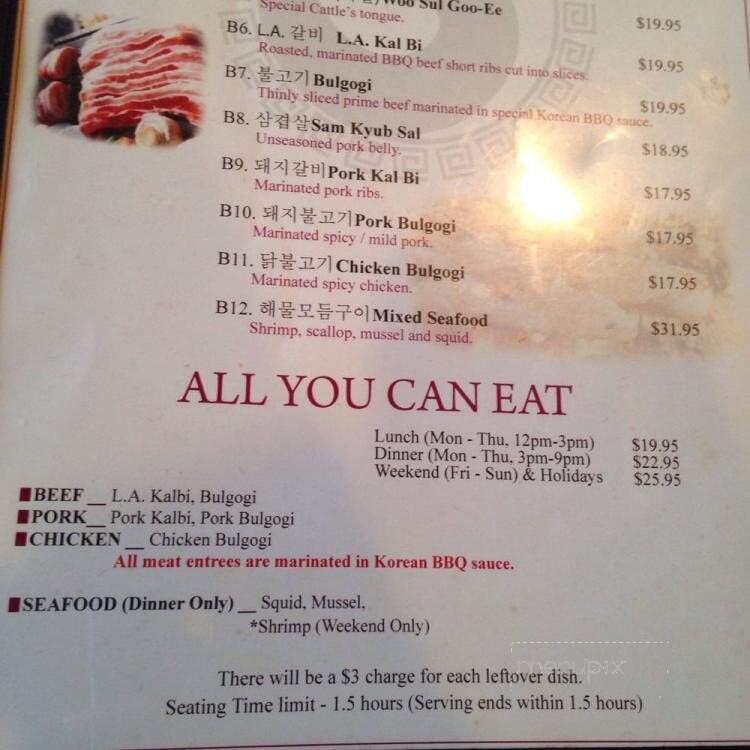 Woo Sul Goo-Ee
Special Cattle's tongue. $19.95
B6. L.A. 갈비 L.A. Kal Bi
Roasted, marinated BBQ beef short ribs cut into slices. $19.95
B7. 불고기 Bulgogi
Thinly sliced prime beef marinated in special Korean BBQ sauce. $19.95
B8. 삼겹살 Sam Kyub Sal
Unseasoned pork belly. $18.95
B9. 돼지갈비 Pork Kal Bi
Marinated pork ribs. $17.95
B10. 돼지불고기 Pork Bulgogi
Marinated spicy / mild pork. $17.95
B11. 닭불고기 Chicken Bulgogi
Marinated spicy chicken. $17.95
B12. 해물모듬구이 Mixed Seafood
Shrimp, scallop, mussel and squid. $31.95
ALL YOU CAN EAT
Lunch (Mon - Thu, 12pm-3pm) $19.95
Dinner (Mon - Thu, 3pm-9pm) $22.95
Weekend (Fri - Sun) & Holidays $25.95
BEEF __ L.A. Kalbi, Bulgogi
PORK__ Pork Kalbi, Pork Bulgogi
CHICKEN __ Chicken Bulgogi
All meat entrees are marinated in Korean BBQ sauce.
SEAFOOD (Dinner Only) __ Squid, Mussel,
*Shrimp (Weekend Only)
menupix
There will be a $3 charge for each leftover dish.
Seating Time limit - 1.5 hours (Serving ends within 1.5 hours)